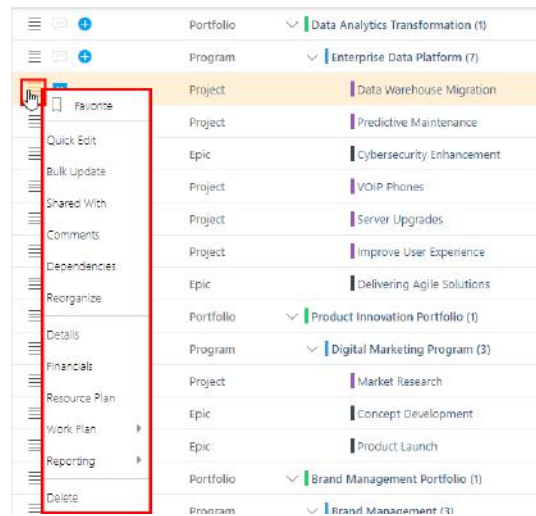 Portfolio Data Analytics Transformation (1)
Program Enterprise Data Platform (7)
Project Data Warehouse Migration
Favorite
Project Predictive Maintenance
Quick Edit
Epic Cybersecurity Enhancement
Bulk Update
Project VOIP Phones
Shared With
Project Server Upgrades
Comments
Project Improve User Experience
Dependencies
Epic Delivering Agile Solutions
Reorganize
Portfolio Product Innovation Portfolio (1)
Details
Program Digital Marketing Program (3)
Financials
Project Market Research
Resource Plan
Epic Concept Development
Work Plan
Epic Product Launch
Reporting
Portfolio Brand Management Portfolio (1)
Delete
Program Brand Management (3)